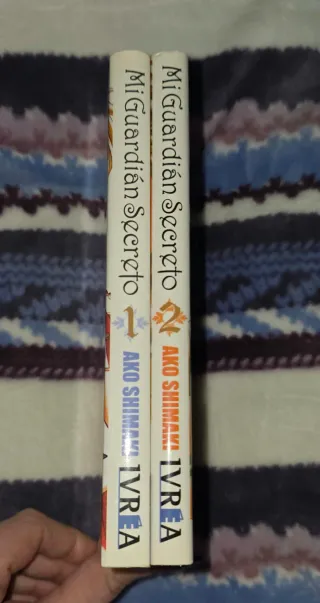 Mi Guardián Secreto
1
AKO SHIMAKI
IVREA
Mi Guardián Secreto
2
AKO SHIMAKI
IVREA